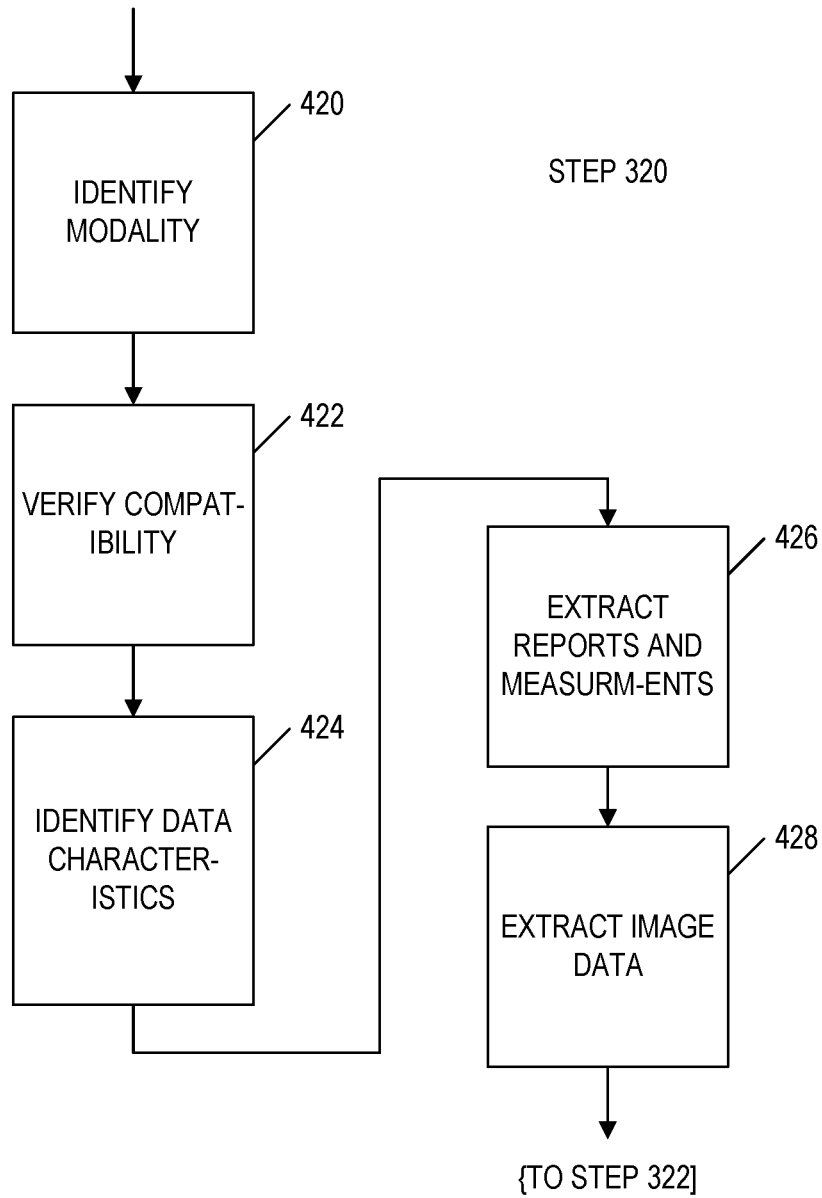 420
STEP 320
IDENTIFY
MODALITY
422
VERIFY COMPAT-
IBILITY
424
IDENTIFY DATA
CHARACTER-
ISTICS
426
EXTRACT
REPORTS AND
MEASURM-ENTS
428
EXTRACT IMAGE
DATA
{TO STEP 322]